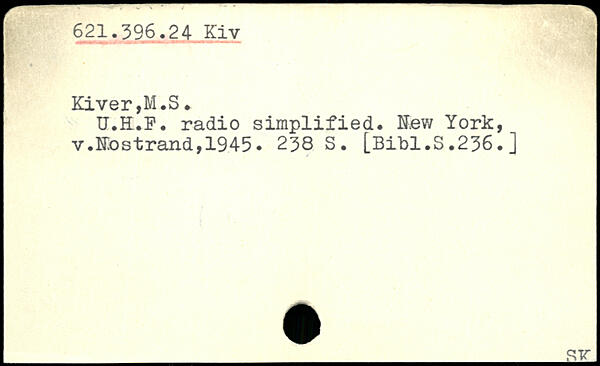 621.396.24 Kiv
Kiver,M.S.
U.H.F. radio simplified. New York,
v.Nostrand,1945. 238 S. [Bibl.S.236.]
SK